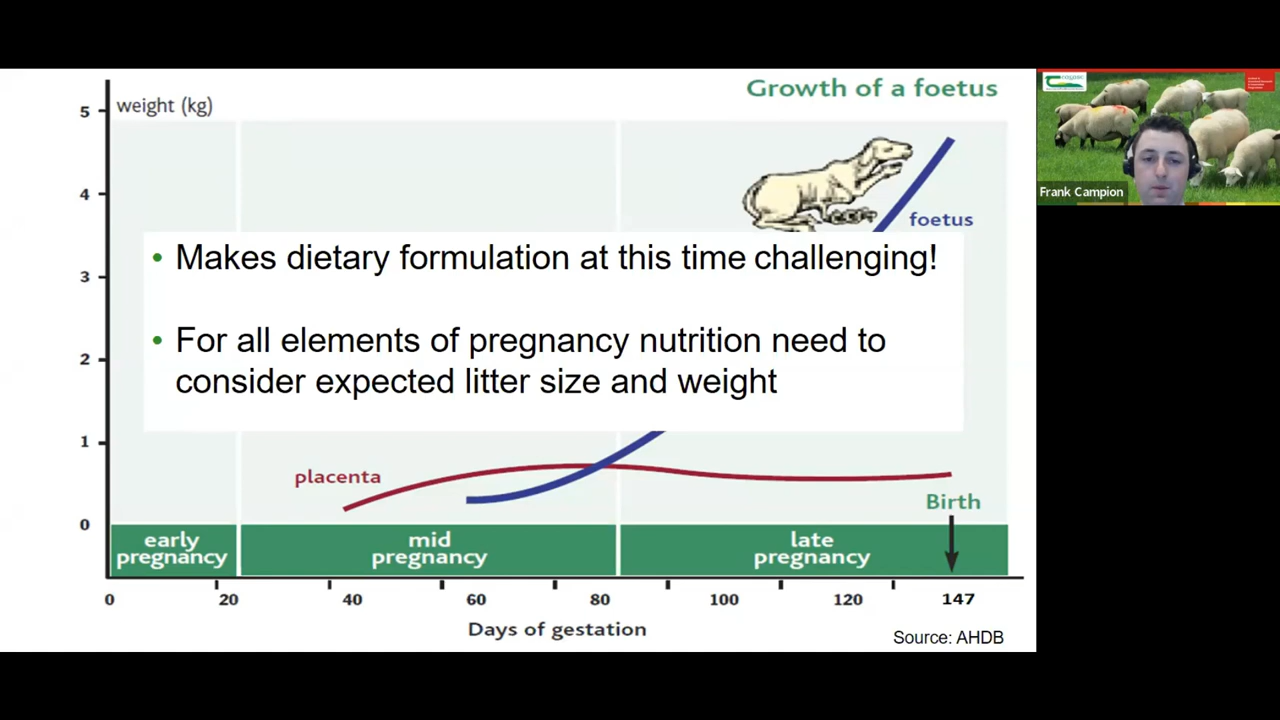 Growth of a foetus
weight (kg)
5
4
3
2
1
0
foetus
• Makes dietary formulation at this time challenging!
• For all elements of pregnancy nutrition need to
consider expected litter size and weight
placenta
Birth
early
pregnancy
mid
pregnancy
late
pregnancy
0 20 40 60 80 100 120 147
Days of gestation
Source: AHDB
Frank Campion